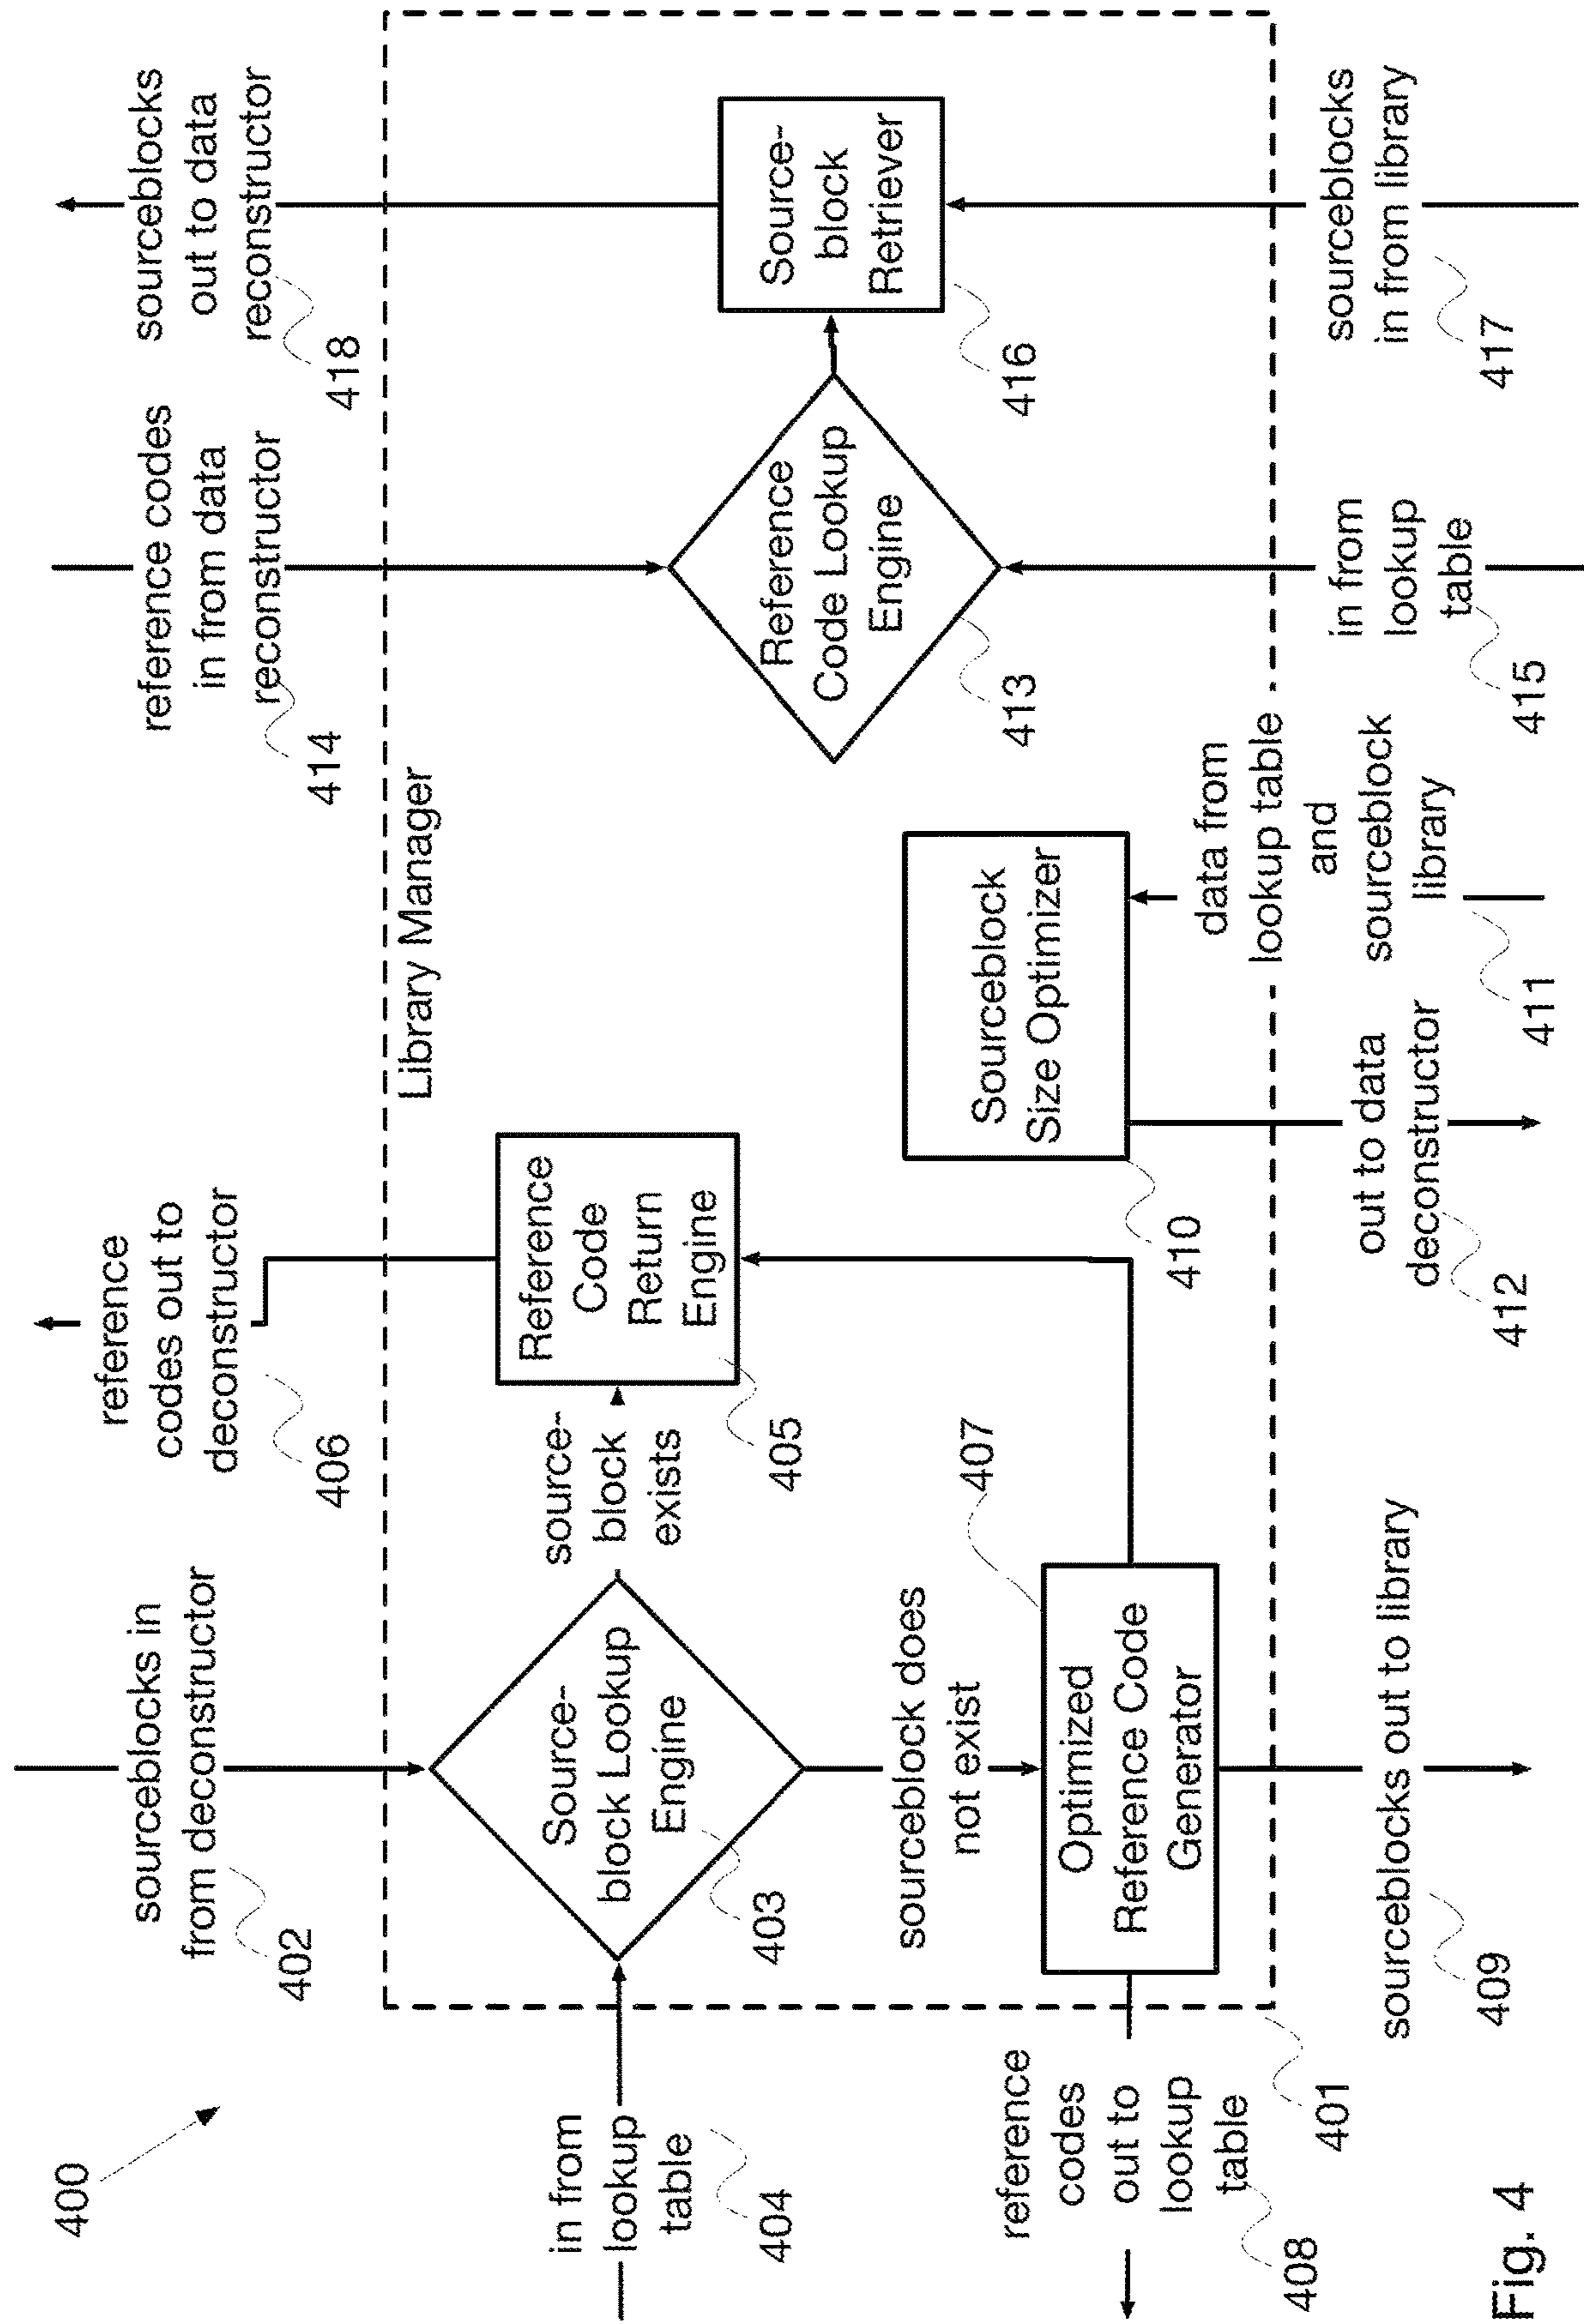 400
sourceblocks in
from deconstructor
402
reference
codes out to
deconstructor
406
reference codes
in from data
reconstructor
414
sourceblocks
out to data
reconstructor
418
Library Manager
in from
lookup
table
404
Source-
block Lookup
Engine
403
source-
block
exists
Reference
Code
Return
Engine
405
sourceblock does
not exist
407
Optimized
Reference Code
Generator
reference
codes
out to
lookup
table
408
401
sourceblocks out to library
409
Sourceblock
Size Optimizer
410
out to data
deconstructor
412
data from
lookup table
and
sourceblock
library
411
Reference
Code Lookup
Engine
413
in from
lookup
table
415
Source-
block
Retriever
416
sourceblocks
in from library
417
Fig. 4